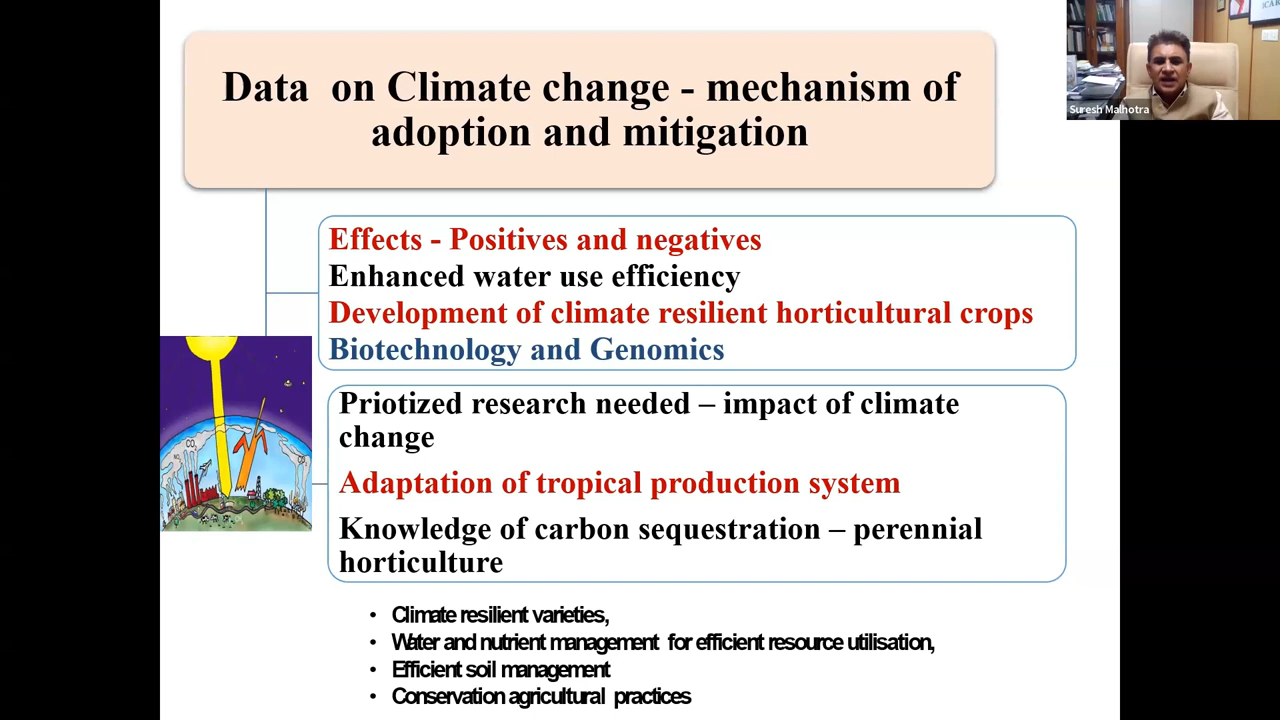 Data on Climate change - mechanism of
adoption and mitigation
Suresh Malhotra
ICAR
Effects - Positives and negatives
Enhanced water use efficiency
Development of climate resilient horticultural crops
Biotechnology and Genomics
Priotized research needed – impact of climate
change
Adaptation of tropical production system
Knowledge of carbon sequestration – perennial
horticulture
• Climate resilient varieties,
• Water and nutrient management for efficient resource utilisation,
• Efficient soil management
• Conservation agricultural practices